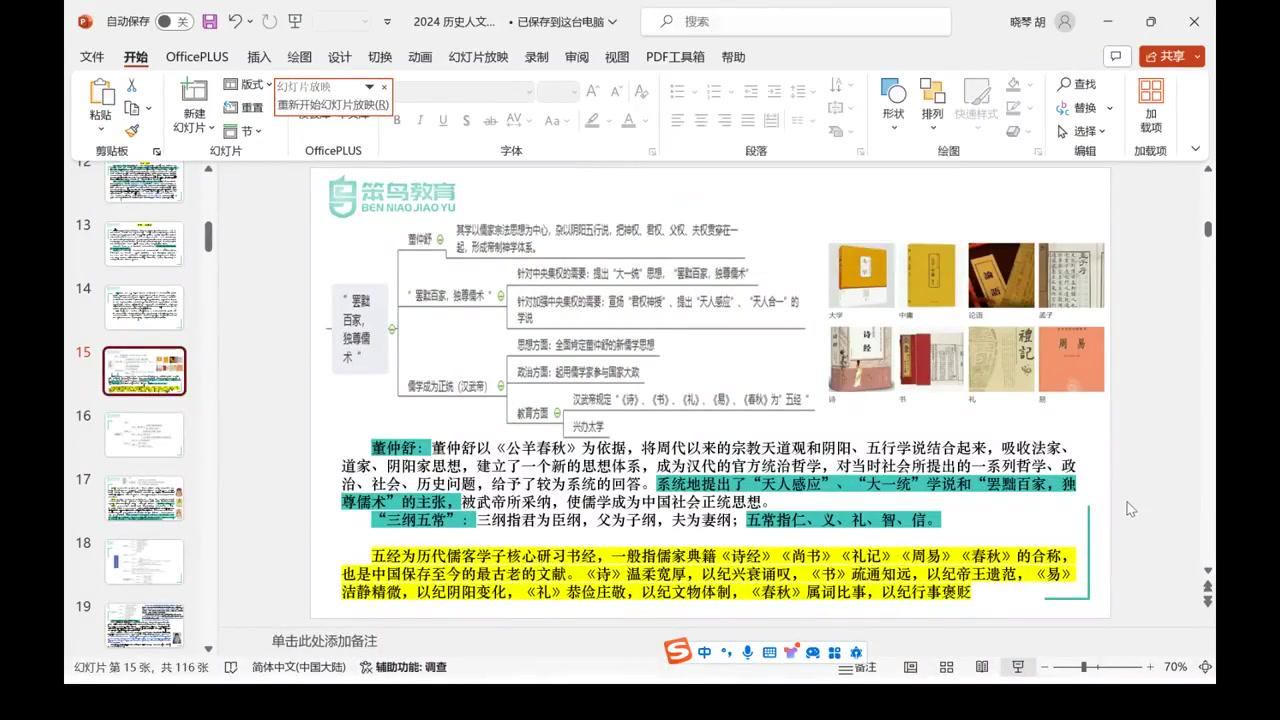 自动保存 关 2024 历史人文... • 已保存到这台电脑 搜索 晓琴 胡
文件 开始 OfficePLUS 插入 绘图 设计 切换 动画 幻灯片放映 录制 审阅 视图 PDF工具箱 帮助 共享
幻灯片放映
重新开始幻灯片放映(R)
粘贴 新建 幻灯片 版式 重置 节 形状 排列 快速样式 查找 替换 选择 加载项
剪贴板 幻灯片 OfficePLUS 字体 段落 绘图 编辑 加载项
12
13
14
15
16
17
18
19
笨鸟教育
BEN NIAO JIAO YU
“罢黜百家,独尊儒术”
董仲舒
其学以儒家宗法思想为中心,杂以阴阳五行说,把神权、君权、父权、夫权贯穿在一
起,形成帝制神学体系。
“罢黜百家、独尊儒术”
针对中央集权的需要:提出“大一统”思想,“罢黜百家,独尊儒术”
针对加强中央集权的需要:宣扬“君权神授”、提出“天人感应”、“天人合一”的
学说
儒学成为正统(汉武帝)
思想方面:全面肯定董仲舒的新儒学思想
政治方面:起用儒学家参与国家大政
教育方面
汉武帝规定“《诗》、《书》、《礼》、《易》、《春秋》为”五经“
兴办太学
大学 中庸 论语 孟子
诗经 禮記 周易
诗 书 礼 易
董仲舒:董仲舒以《公羊春秋》为依据,将周代以来的宗教天道观和阴阳、五行学说结合起来,吸收法家、
道家、阴阳家思想,建立了一个新的思想体系,成为汉代的官方统治哲学,对当时社会所提出的一系列哲学、政
治、社会、历史问题,给予了较为系统的回答。系统地提出了“天人感应”、“大一统”学说和“罢黜百家,独
尊儒术”的主张,被武帝所采纳,使儒学成为中国社会正统思想。
“三纲五常”:三纲指君为臣纲,父为子纲,夫为妻纲;五常指仁、义、礼、智、信。
五经为历代儒客学子核心研习书经,一般指儒家典籍《诗经》《尚书》《礼记》《周易》《春秋》的合称,
也是中国保存至今的最古老的文献。《诗》温柔宽厚,以纪兴衰诵叹,《书》疏通知远,以纪帝王遗范,《易》
洁静精微,以纪阴阳变化,《礼》恭俭庄敬,以纪文物体制,《春秋》属词比事,以纪行事褒贬
单击此处添加备注
中
幻灯片 第 15 张,共 116 张 简体中文(中国大陆) 辅助功能: 调查 备注 70%